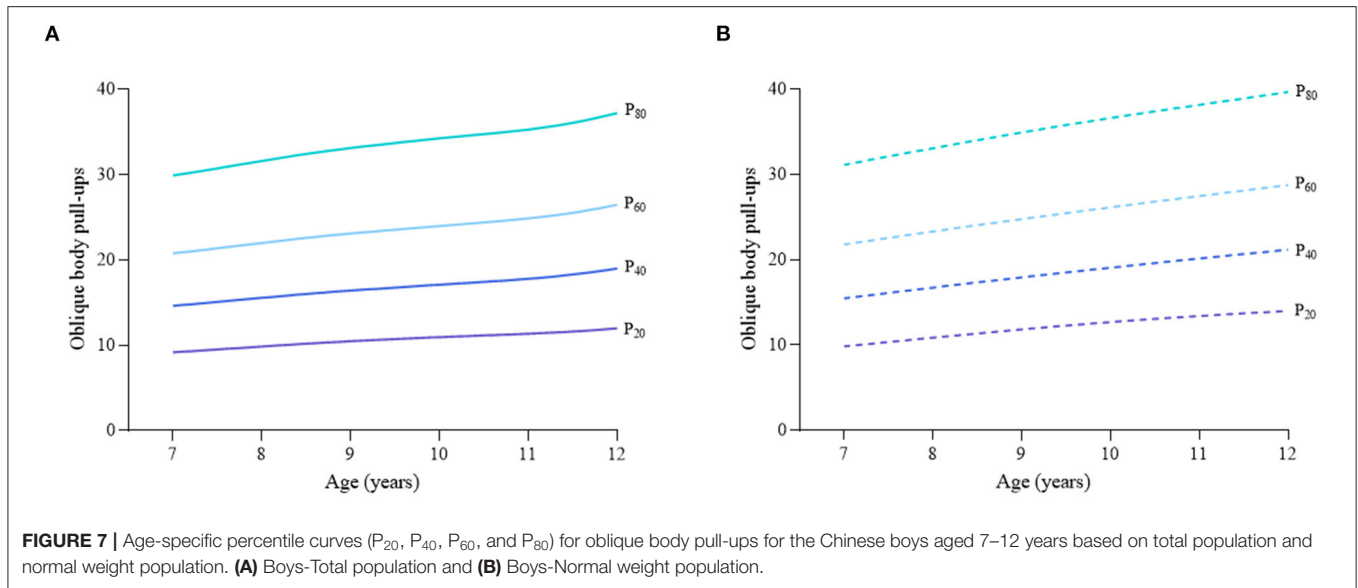 A
Oblique body pull-ups
40
30
20
10
0
P80
P60
P40
P20
7 8 9 10 11 12
Age (years)
B
Oblique body pull-ups
40
30
20
10
0
P80
P60
P40
P20
7 8 9 10 11 12
Age (years)
FIGURE 7 | Age-specific percentile curves (P20, P40, P60, and P80) for oblique body pull-ups for the Chinese boys aged 7–12 years based on total population and
normal weight population. (A) Boys-Total population and (B) Boys-Normal weight population.